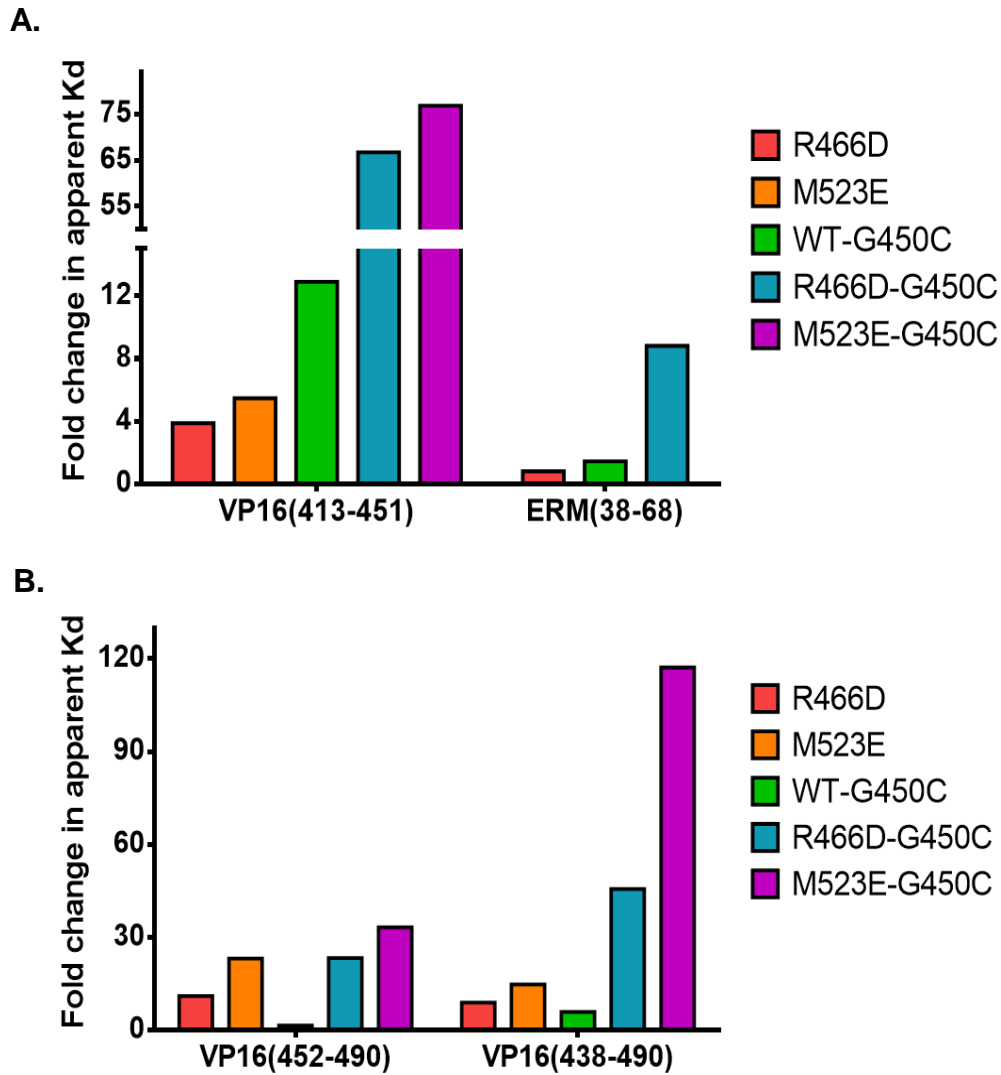 A.
Fold change in apparent Kd
75
65
55
12
8
4
0
VP16(413-451)
ERM(38-68)
R466D
M523E
WT-G450C
R466D-G450C
M523E-G450C
B.
Fold change in apparent Kd
120
90
60
30
0
VP16(452-490)
VP16(438-490)
R466D
M523E
WT-G450C
R466D-G450C
M523E-G450C